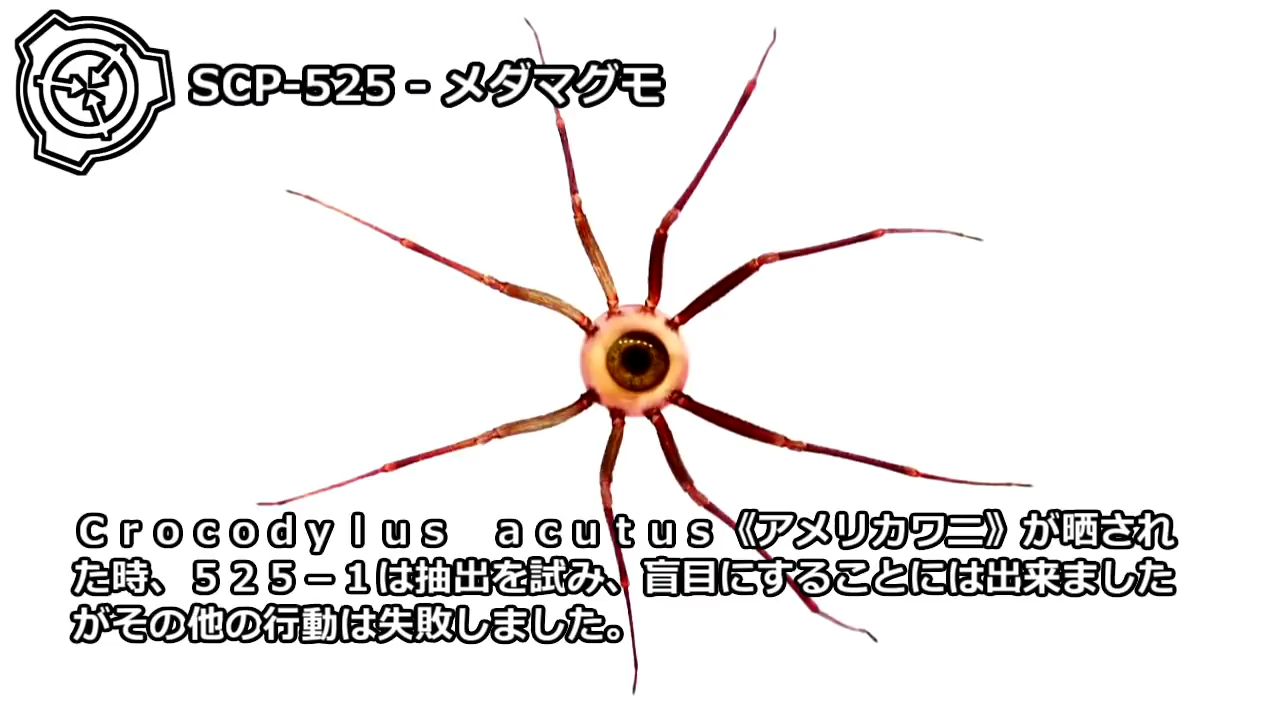 SCP-525 - メダマグモ
Ｃｒｏｃｏｄｙｌｕｓ　ａｃｕｔｕｓ《アメリカワニ》が晒され
た時、５２５－１は抽出を試み、盲目にすることには出来ました
がその他の行動は失敗しました。